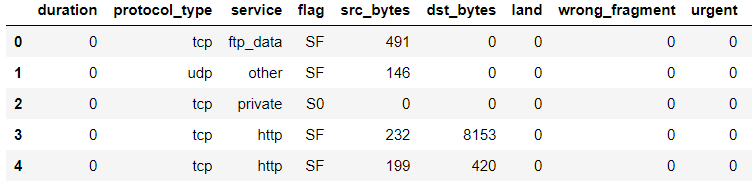 duration protocol_type service flag src_bytes dst_bytes land wrong_fragment urgent
0 0 tcp ftp_data SF 491 0 0 0 0
1 0 udp other SF 146 0 0 0 0
2 0 tcp private S0 0 0 0 0 0
3 0 tcp http SF 232 8153 0 0 0
4 0 tcp http SF 199 420 0 0 0